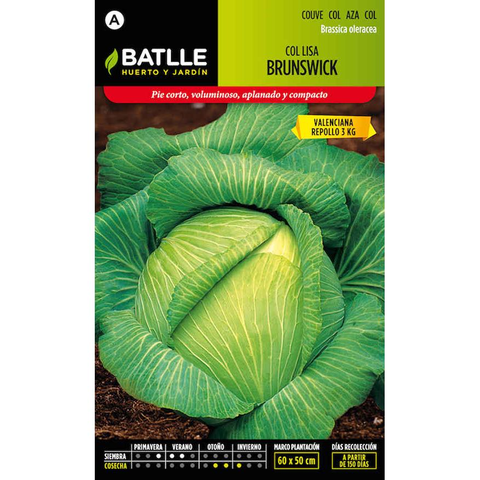 A
COUVE COL AZA COL
Brassica oleracea
BATLLE
HUERTO Y JARDÍN
COL LISA
BRUNSWICK
Pie corto, voluminoso, aplanado y compacto
VALENCIANA
REPOLLO 3 KG
PRIMAVERA VERANO OTOÑO INVIERNO MARCO PLANTACIÓN DÍAS RECOLECCIÓN
SIEMBRA
COSECHA
60 x 50 cm
A PARTIR
DE 150 DÍAS